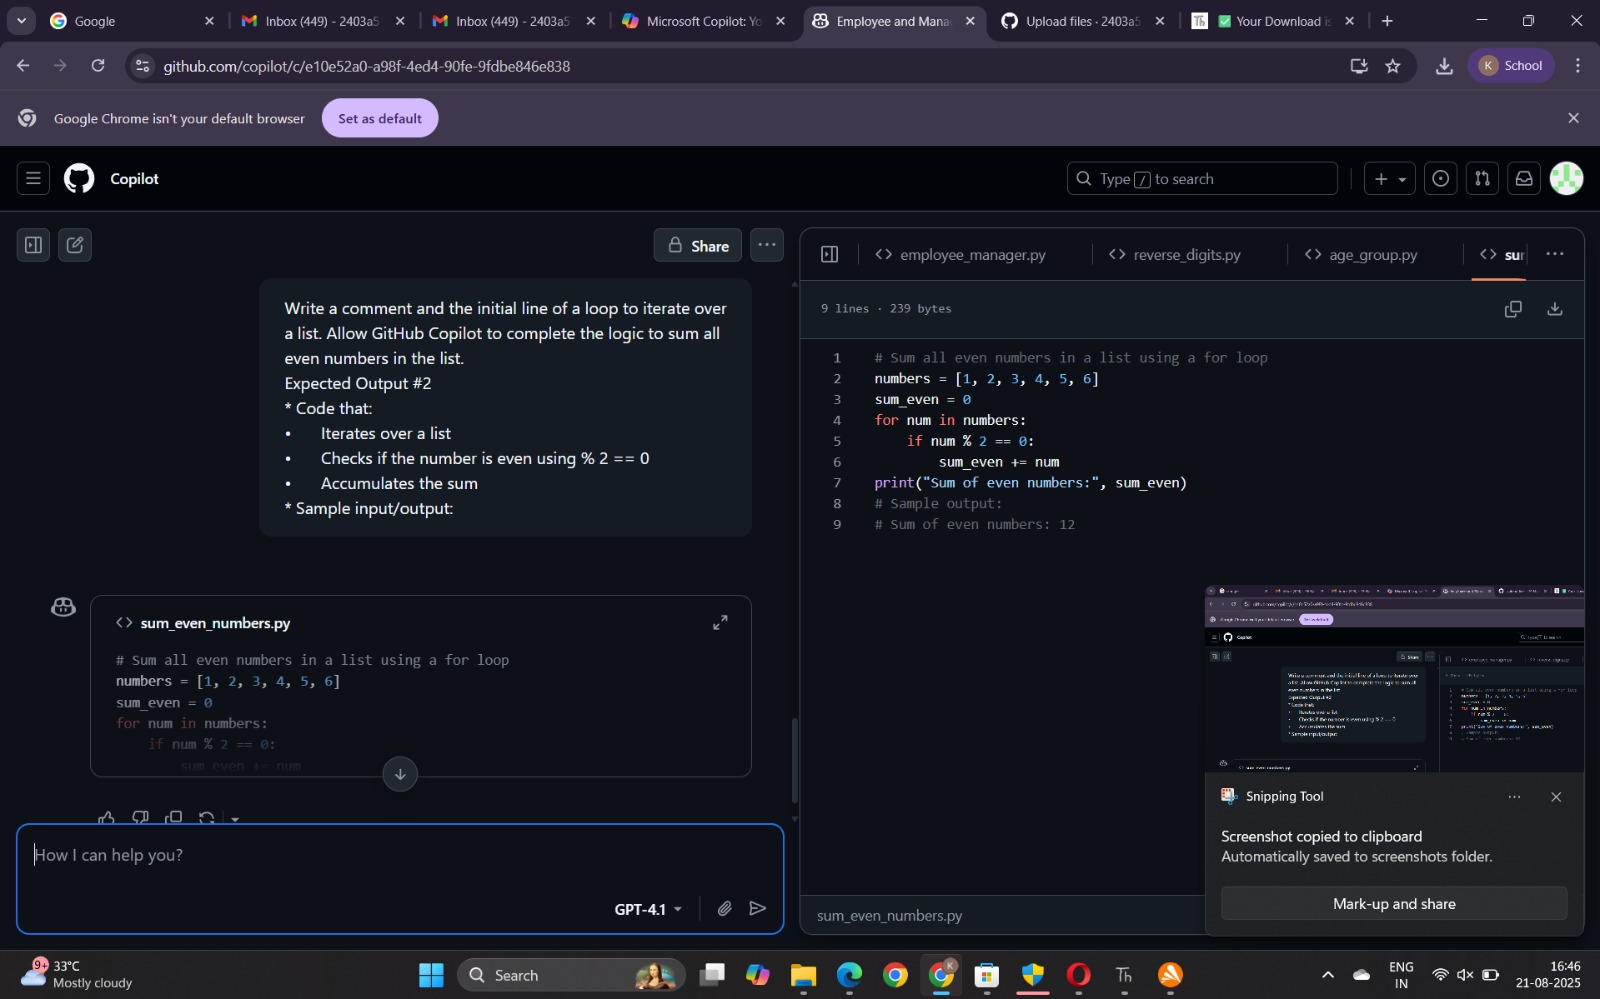 Google
Inbox (449) - 2403a5
Inbox (449) - 2403a5
Microsoft Copilot: Yo
Employee and Mana
Upload files · 2403a5
Your Download is
github.com/copilot/c/e10e52a0-a98f-4ed4-90fe-9fdbe846e838
K School
Google Chrome isn't your default browser
Set as default
Copilot
Type / to search
Share
employee_manager.py
reverse_digits.py
age_group.py
sur
Write a comment and the initial line of a loop to iterate over
a list. Allow GitHub Copilot to complete the logic to sum all
even numbers in the list.
Expected Output #2
* Code that:
• Iterates over a list
• Checks if the number is even using % 2 == 0
• Accumulates the sum
* Sample input/output:
sum_even_numbers.py
# Sum all even numbers in a list using a for loop
numbers = [1, 2, 3, 4, 5, 6]
sum_even = 0
for num in numbers:
if num % 2 == 0:
sum_even += num
How I can help you?
GPT-4.1
9 lines · 239 bytes
1 # Sum all even numbers in a list using a for loop
2 numbers = [1, 2, 3, 4, 5, 6]
3 sum_even = 0
4 for num in numbers:
5 if num % 2 == 0:
6 sum_even += num
7 print("Sum of even numbers:", sum_even)
8 # Sample output:
9 # Sum of even numbers: 12
sum_even_numbers.py
Snipping Tool
Screenshot copied to clipboard
Automatically saved to screenshots folder.
Mark-up and share
9+
33°C
Mostly cloudy
Search
Th
ENG
IN
16:46
21-08-2025